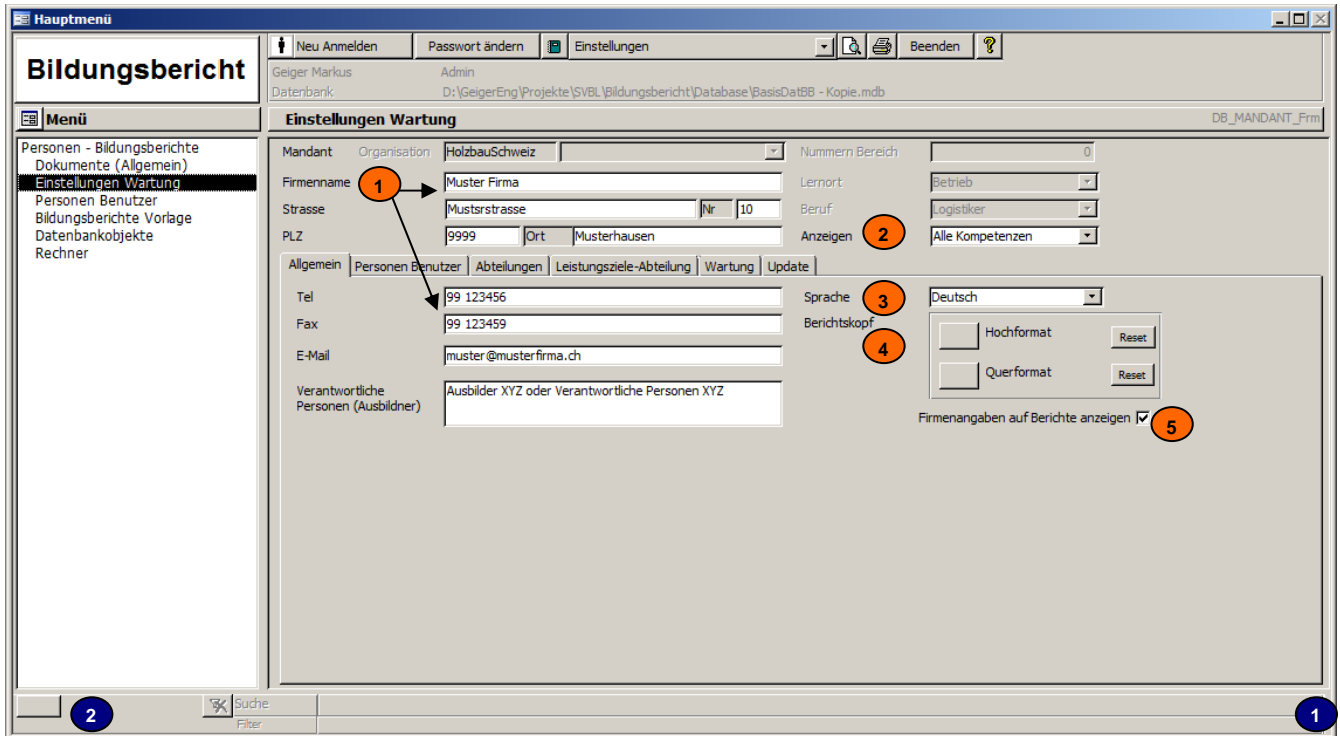 Hauptmenü
Bildungsbericht
Neu Anmelden Passwort ändern Einstellungen Beenden
Geiger Markus Admin
Datenbank D:\GeigerEng\Projekte\SVBL\Bildungsbericht\Database\BasisDatBB - Kopie.mdb
Menü
Einstellungen Wartung DB_MANDANT_Frm
Personen - Bildungsberichte
Dokumente (Allgemein)
Einstellungen Wartung
Personen Benutzer
Bildungsberichte Vorlage
Datenbankobjekte
Rechner
Mandant Organisation HolzbauSchweiz Nummern Bereich 0
Firmenname 1 Muster Firma Lernort Betrieb
Strasse Mustsrstrasse Nr 10 Beruf Logistiker
PLZ 9999 Ort Musterhausen Anzeigen 2 Alle Kompetenzen
Allgemein Personen Benutzer Abteilungen Leistungsziele-Abteilung Wartung Update
Tel 99 123456 Sprache 3 Deutsch
Fax 99 123459 Berichtskopf 4
Hochformat Reset
E-Mail muster@musterfirma.ch
Querformat Reset
Verantwortliche
Personen (Ausbildner)
Ausbilder XYZ oder Verantwortliche Personen XYZ
Firmenangaben auf Berichte anzeigen 5
2 Suche 1
Filter